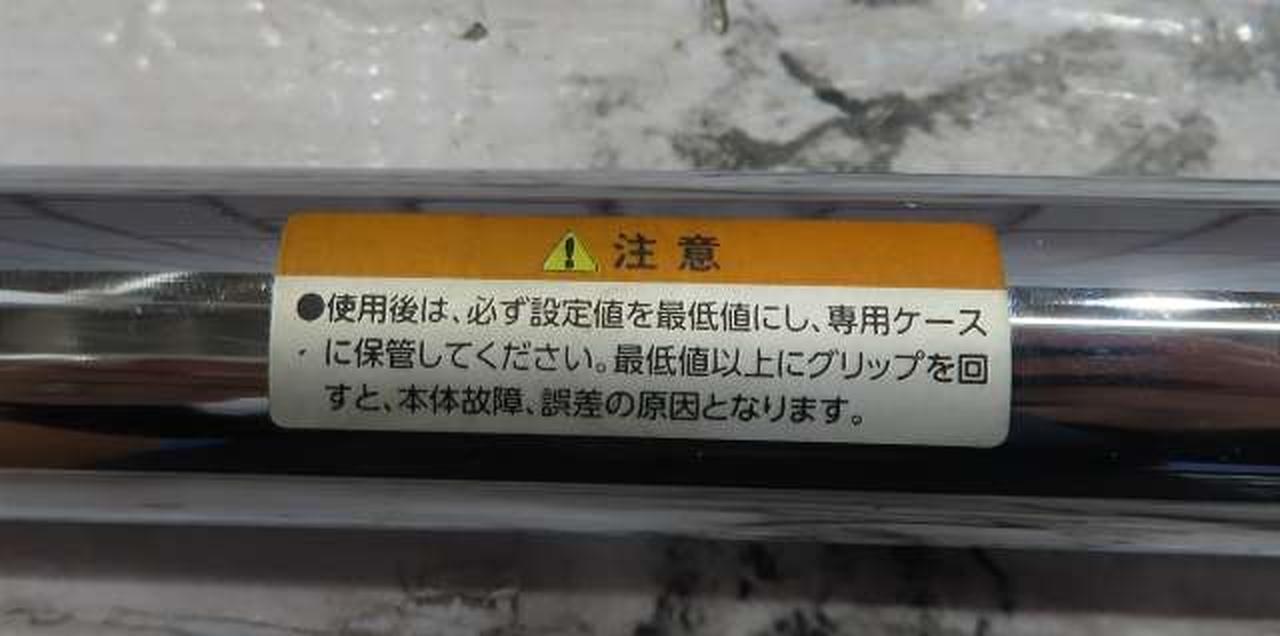 注意
●使用後は、必ず設定値を最低値にし、専用ケース
に保管してください。最低値以上にグリップを回
すと、本体故障、誤差の原因となります。